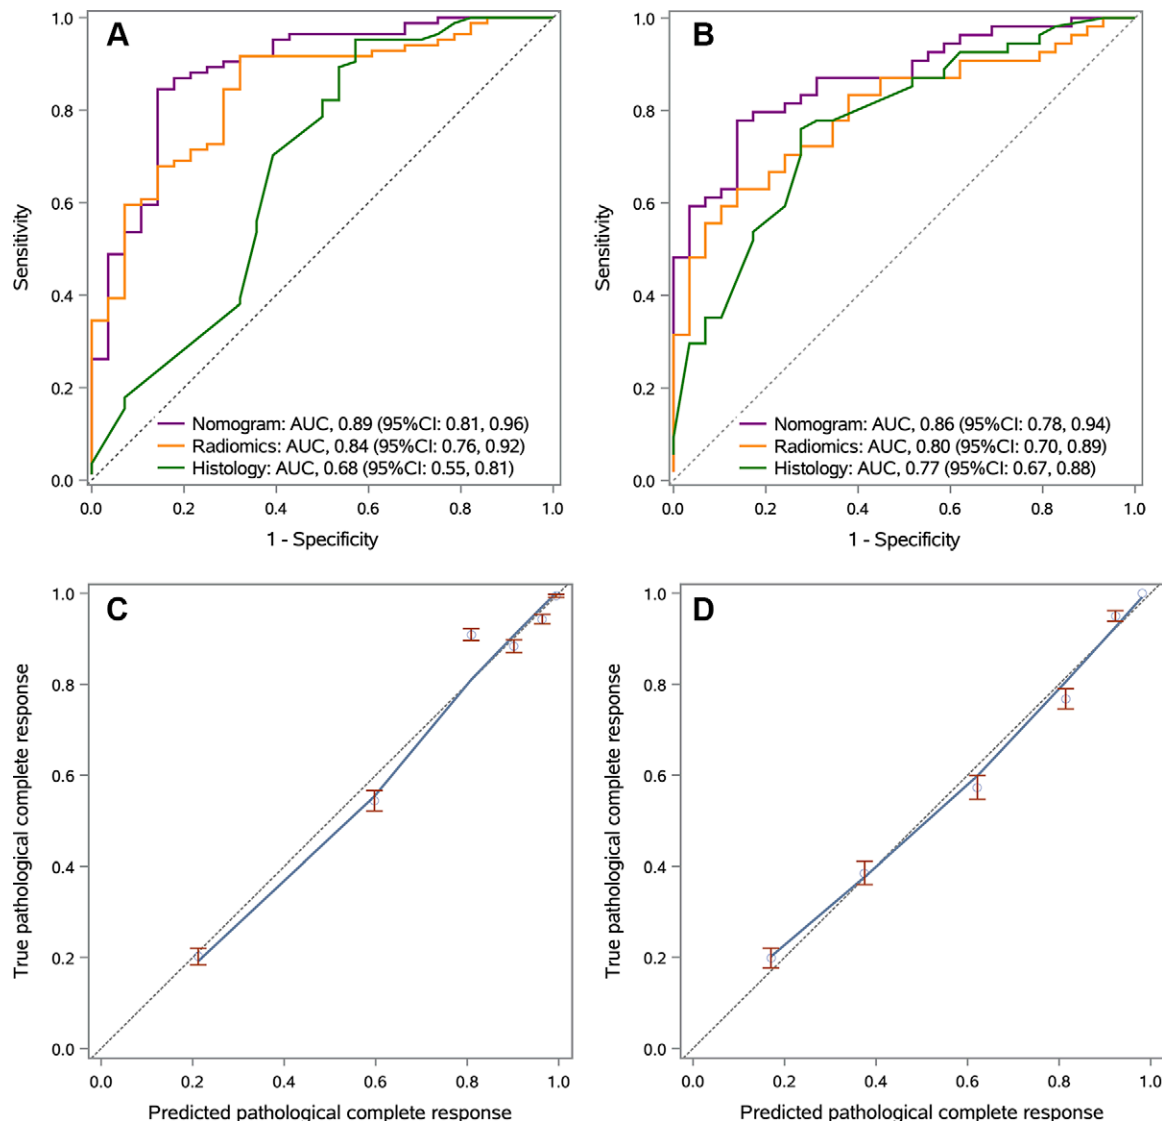 A
1.0
0.8
0.6
0.4
0.2
0.0
Sensitivity
Nomogram: AUC, 0.89 (95%CI: 0.81, 0.96)
Radiomics: AUC, 0.84 (95%CI: 0.76, 0.92)
Histology: AUC, 0.68 (95%CI: 0.55, 0.81)
0.0 0.2 0.4 0.6 0.8 1.0
1 - Specificity
B
1.0
0.8
0.6
0.4
0.2
0.0
Sensitivity
Nomogram: AUC, 0.86 (95%CI: 0.78, 0.94)
Radiomics: AUC, 0.80 (95%CI: 0.70, 0.89)
Histology: AUC, 0.77 (95%CI: 0.67, 0.88)
0.0 0.2 0.4 0.6 0.8 1.0
1 - Specificity
C
1.0
0.8
0.6
0.4
0.2
0.0
True pathological complete response
0.0 0.2 0.4 0.6 0.8 1.0
Predicted pathological complete response
D
1.0
0.8
0.6
0.4
0.2
0.0
True pathological complete response
0.0 0.2 0.4 0.6 0.8 1.0
Predicted pathological complete response